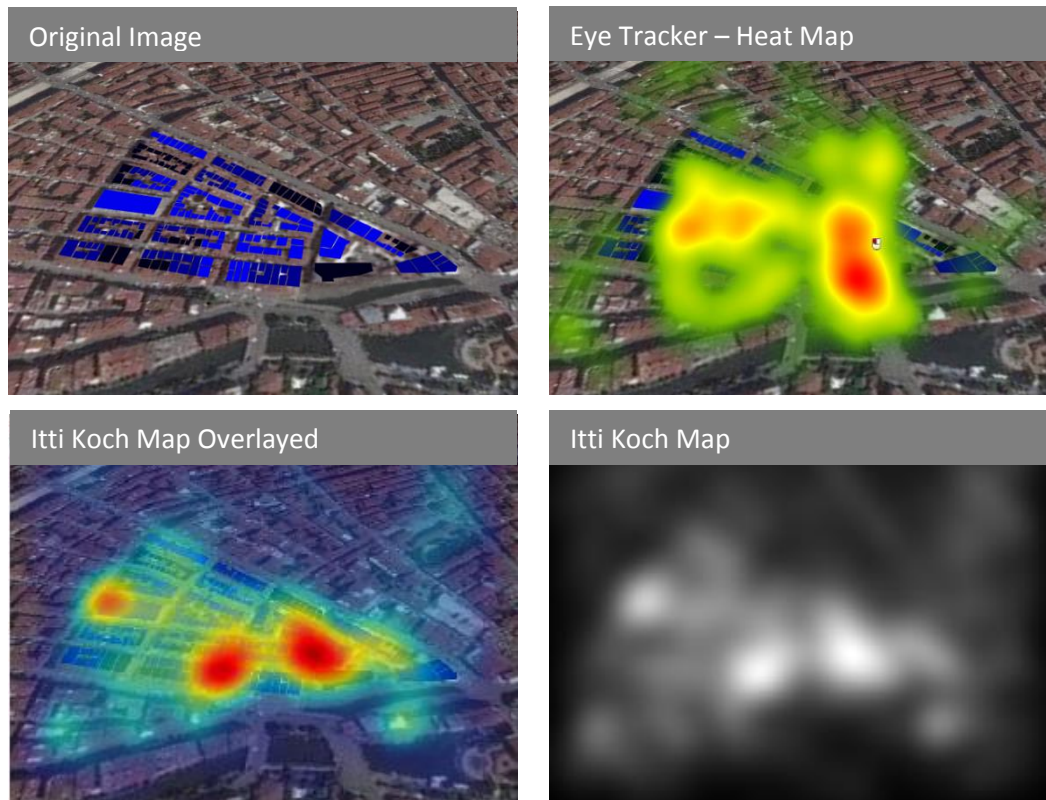 Original Image
Eye Tracker – Heat Map
Itti Koch Map Overlayed
Itti Koch Map